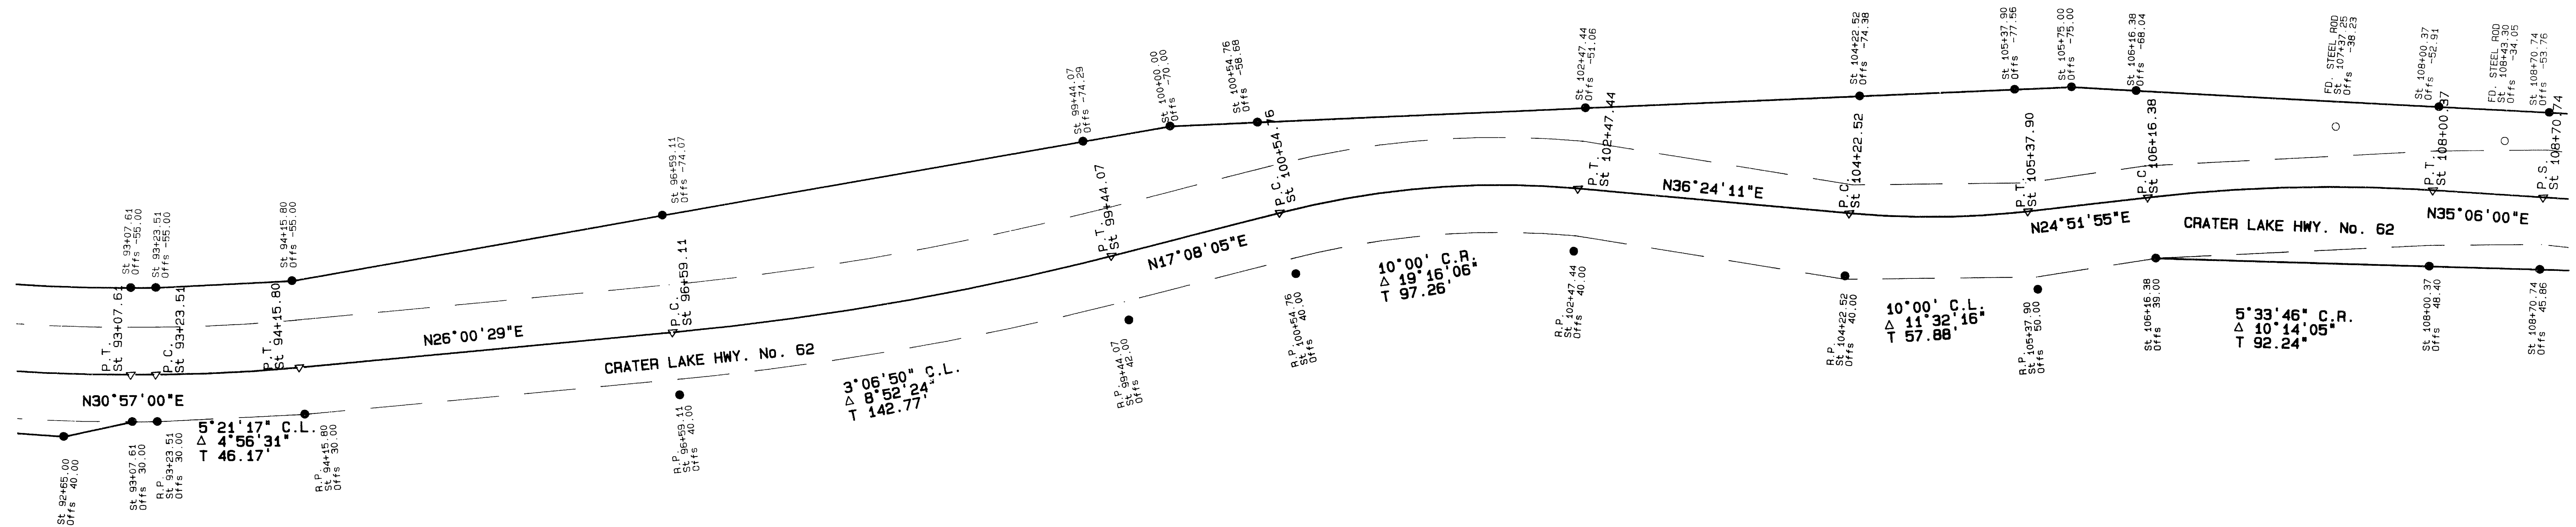 St 93+07.61
Offs -55.00
St 93+23.51
Offs -55.00
St 94+15.80
Offs -55.00
St 96+59.11
Offs -74.07
St 99+44.07
Offs -74.29
St 100+00.00
Offs -70.00
St 100+54.76
Offs -58.68
St 102+47.44
Offs -51.06
St 104+22.52
Offs -74.38
St 105+37.90
Offs -77.56
St 105+75.00
Offs -75.00
St 106+16.38
Offs -68.04
FD. STEEL ROD
St 107+37.25
Offs -38.23
St 108+00.37
Offs -52.91
FD. STEEL ROD
St 108+43.30
Offs -34.05
St 108+70.74
Offs -53.76
P.T.
St 93+07.61
P.C.
St 93+23.51
P.T.
St 94+15.80
P.C.
St 96+59.11
P.T.
St 99+44.07
P.C.
St 100+54.76
P.T.
St 102+47.44
P.C.
St 104+22.52
P.T.
St 105+37.90
P.C.
St 106+16.38
P.T.
St 108+00.37
P.S.
St 108+70.74
N30°57'00"E
N26°00'29"E
CRATER LAKE HWY. No. 62
N17°08'05"E
N36°24'11"E
N24°51'55"E
CRATER LAKE HWY. No. 62
N35°06'00"E
5°21'17" C.L.
Δ 4°56'31"
T 46.17'
3°06'50" C.L.
Δ 8°52'24"
T 142.77'
10°00' C.R.
Δ 19°16'06"
T 97.26'
10°00' C.L.
Δ 11°32'16"
T 57.88'
5°33'46" C.R.
Δ 10°14'05"
T 92.24"
St 92+65.00
Offs 40.00
St 93+07.61
Offs 30.00
R.P.
St 93+23.51
Offs 30.00
R.P.
St 94+15.80
Offs 30.00
R.P.
St 96+59.11
Offs 40.00
R.P.
St 99+44.07
Offs 42.00
R.P.
St 100+54.76
Offs 40.00
R.P.
St 102+47.44
Offs 40.00
R.P.
St 104+22.52
Offs 40.00
R.P.
St 105+37.90
Offs 50.00
St 106+16.38
Offs 39.00
St 108+00.37
Offs 48.40
St 108+70.74
Offs 45.86